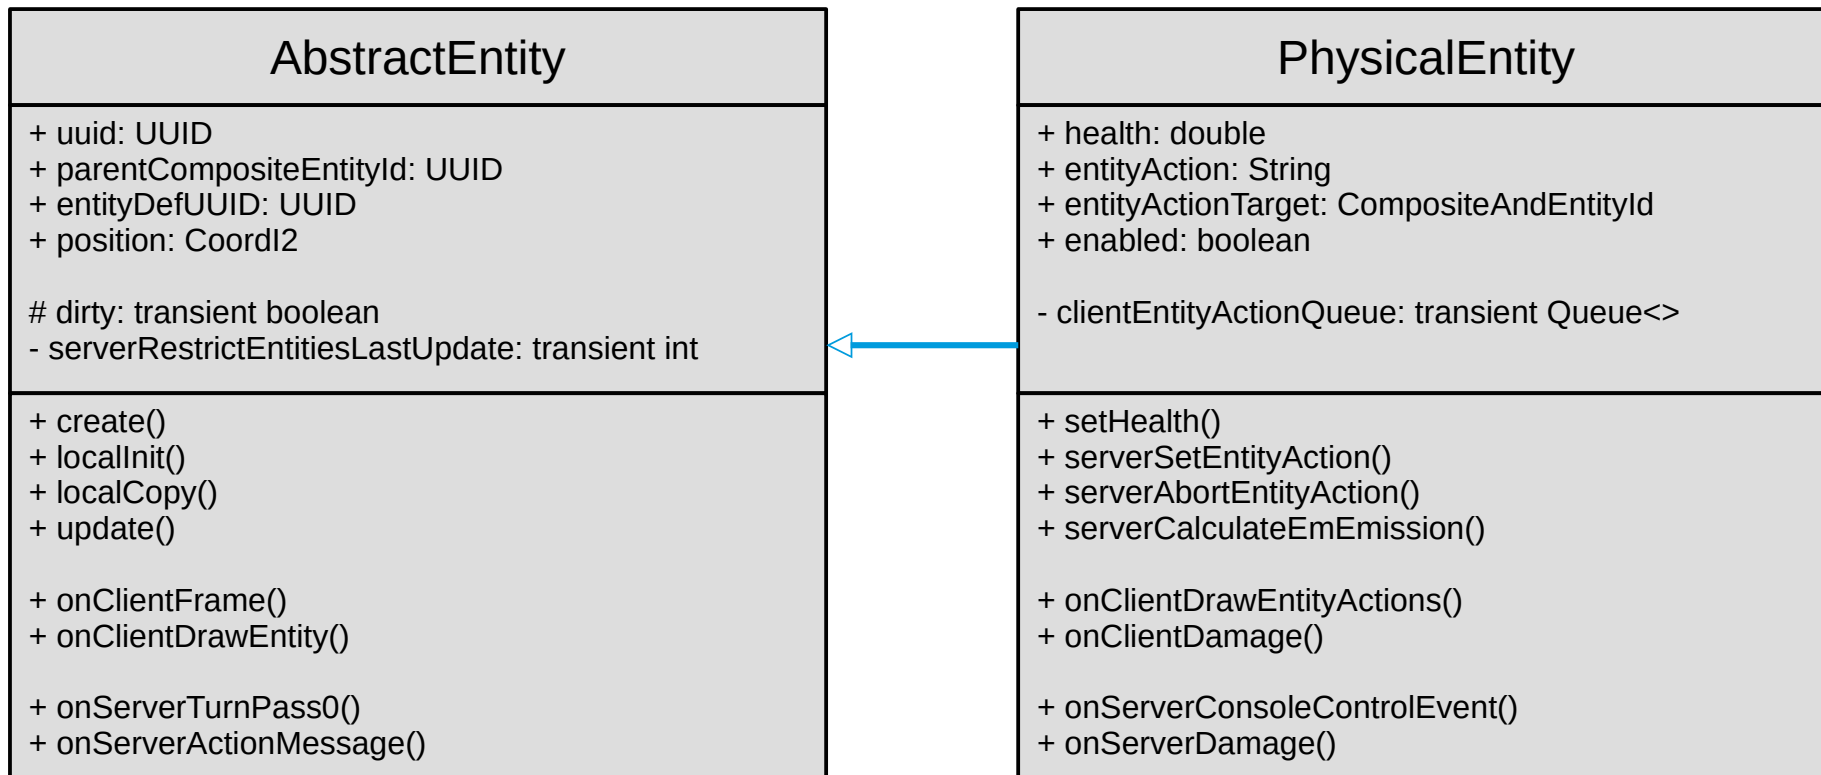 AbstractEntity
+ uuid: UUID
+ parentCompositeEntityId: UUID
+ entityDefUUID: UUID
+ position: CoordI2
# dirty: transient boolean
- serverRestrictEntitiesLastUpdate: transient int
+ create()
+ localInit()
+ localCopy()
+ update()
+ onClientFrame()
+ onClientDrawEntity()
+ onServerTurnPass0()
+ onServerActionMessage()
PhysicalEntity
+ health: double
+ entityAction: String
+ entityActionTarget: CompositeAndEntityId
+ enabled: boolean
- clientEntityActionQueue: transient Queue<>
+ setHealth()
+ serverSetEntityAction()
+ serverAbortEntityAction()
+ serverCalculateEmEmission()
+ onClientDrawEntityActions()
+ onClientDamage()
+ onServerConsoleControlEvent()
+ onServerDamage()